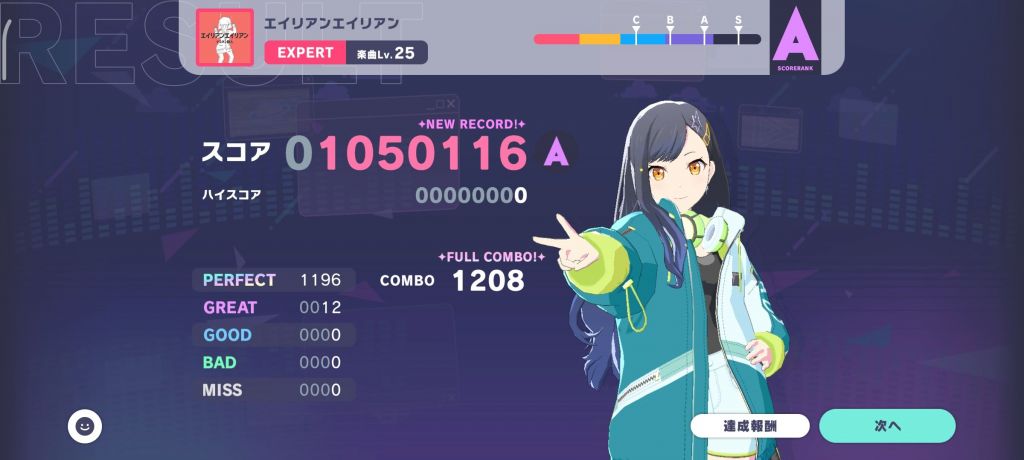 RESULT
エイリアンエイリアン
エイリアンエイリアン
EXPERT 楽曲Lv.25
C B A S
A
SCORERANK
✦NEW RECORD!✦
スコア 01050116 A
ハイスコア 00000000
✦FULL COMBO!✦
PERFECT 1196 COMBO 1208
GREAT 0012
GOOD 0000
BAD 0000
MISS 0000
達成報酬 次へ